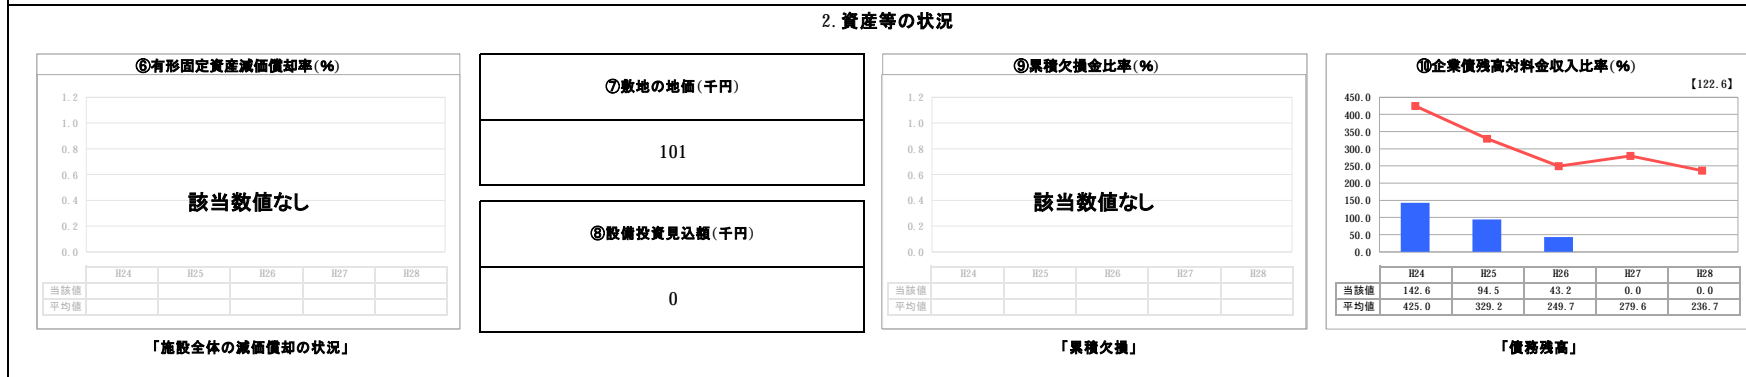 2. 資産等の状況
⑥有形固定資産減価償却率(%)
1.2
1.0
0.8
0.6
0.4
0.2
0.0
該当数値なし
H24 H25 H26 H27 H28
当該値
平均値
「施設全体の減価償却の状況」
⑦敷地の地価(千円)
101
⑧設備投資見込額(千円)
0
⑨累積欠損金比率(%)
1.2
1.0
0.8
0.6
0.4
0.2
0.0
該当数値なし
H24 H25 H26 H27 H28
当該値
平均値
「累積欠損」
⑩企業債残高対料金収入比率(%)
【122.6】
450.0
400.0
350.0
300.0
250.0
200.0
150.0
100.0
50.0
0.0
H24 H25 H26 H27 H28
当該値 142.6 94.5 43.2 0.0 0.0
平均値 425.0 329.2 249.7 279.6 236.7
「債務残高」